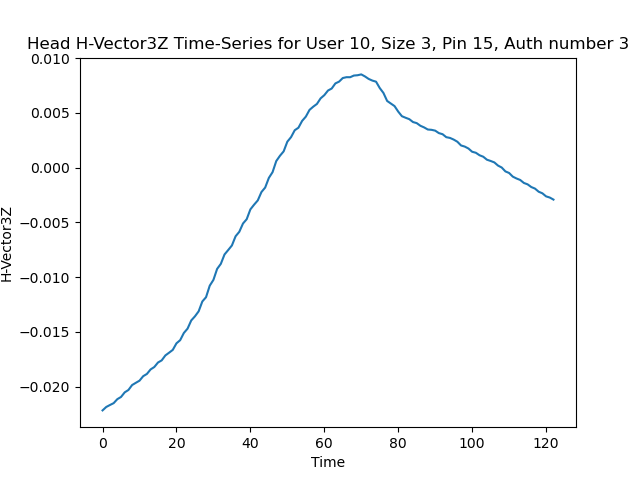 Head H-Vector3Z Time-Series for User 10, Size 3, Pin 15, Auth number 3
0.010
0.005
0.000
−0.005
−0.010
−0.015
−0.020
H-Vector3Z
0 20 40 60 80 100 120
Time